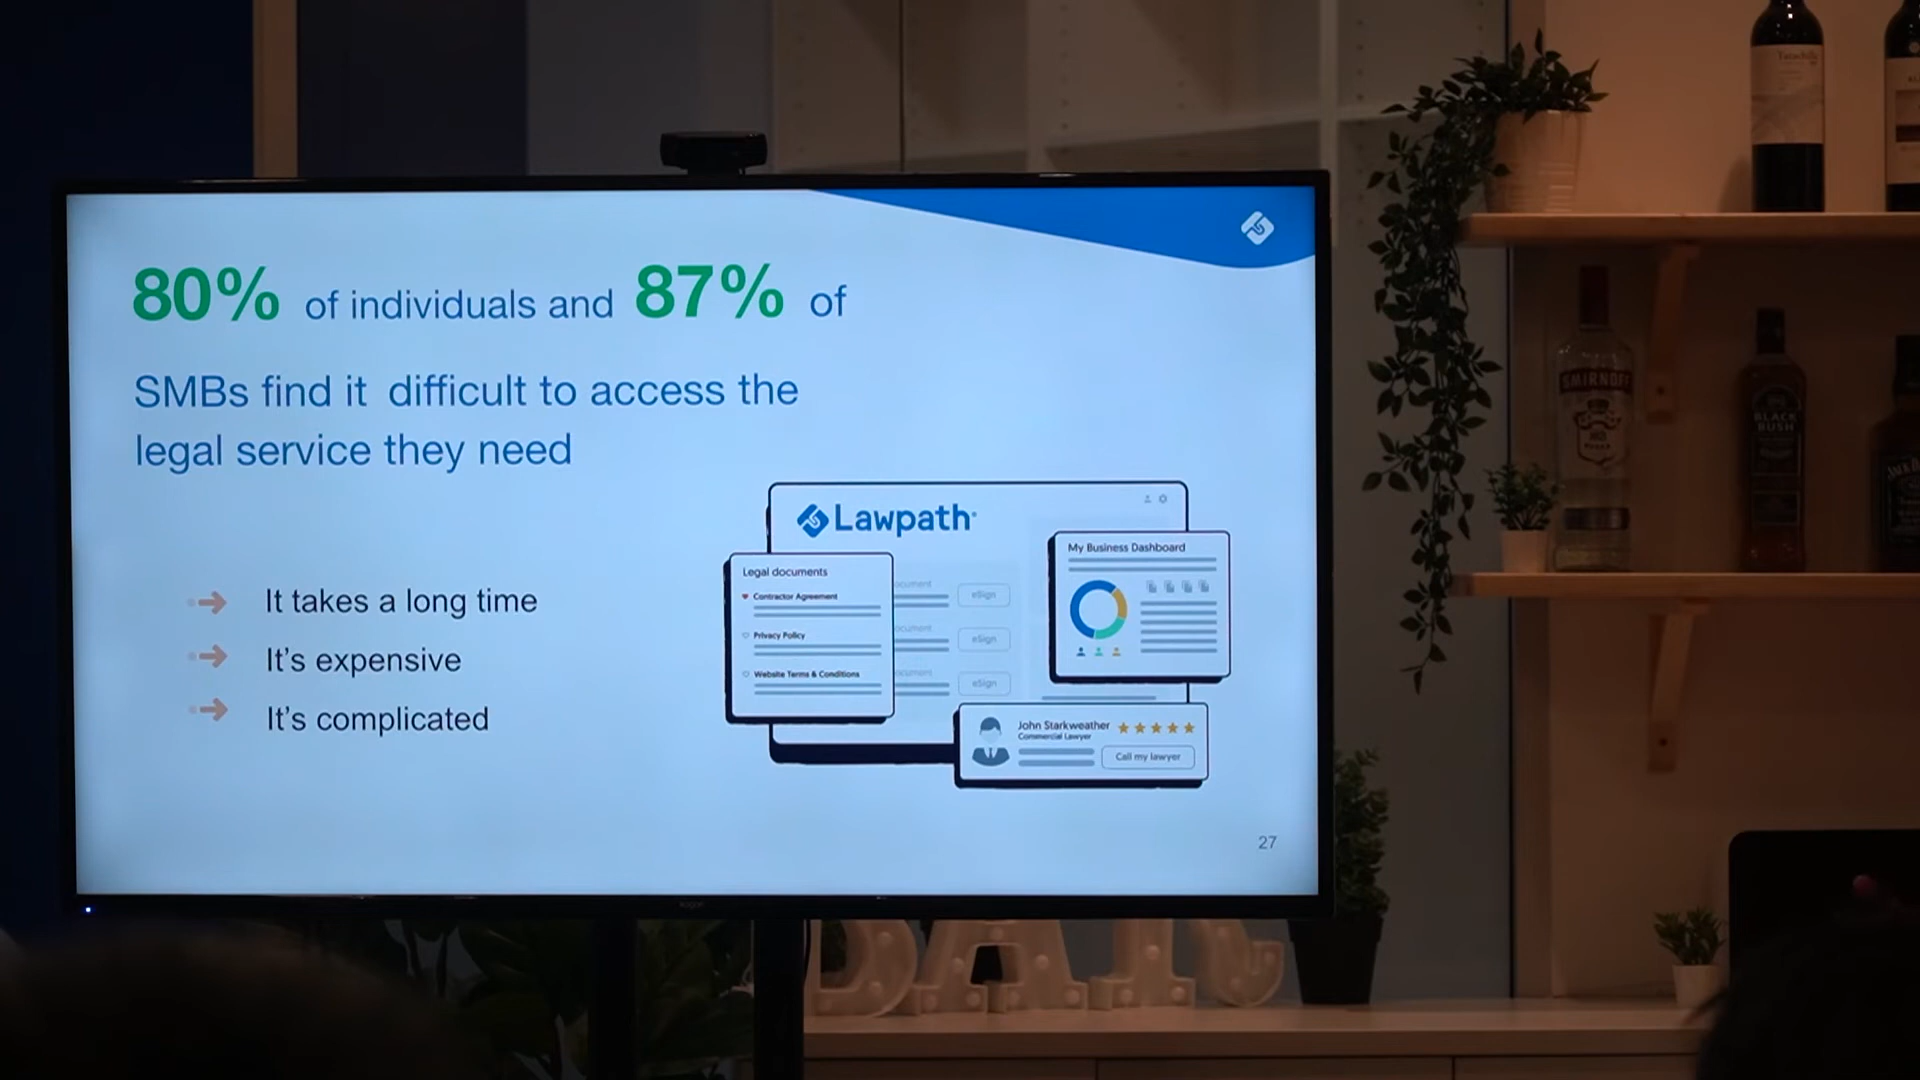 80% of individuals and 87% of
SMBs find it difficult to access the
legal service they need
It takes a long time
It's expensive
It's complicated
Lawpath
Legal documents
Contractor Agreement
Privacy Policy
Website Terms & Conditions
eSign
eSign
eSign
My Business Dashboard
John Starkweather
Commercial Lawyer
Call my lawyer
27
SMIRNOFF
BLACK
BUSH